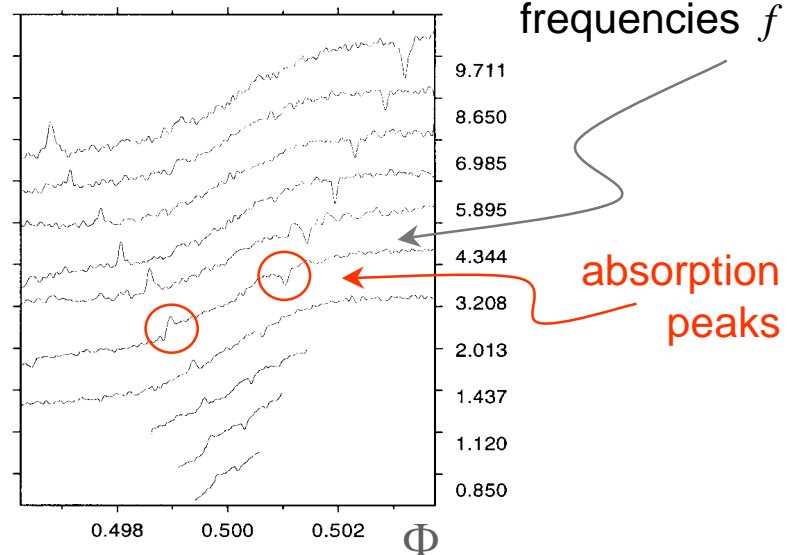 frequencies f
9.711
8.650
6.985
5.895
4.344
3.208
2.013
1.437
1.120
0.850
absorption
peaks
0.498 0.500 0.502 Φ